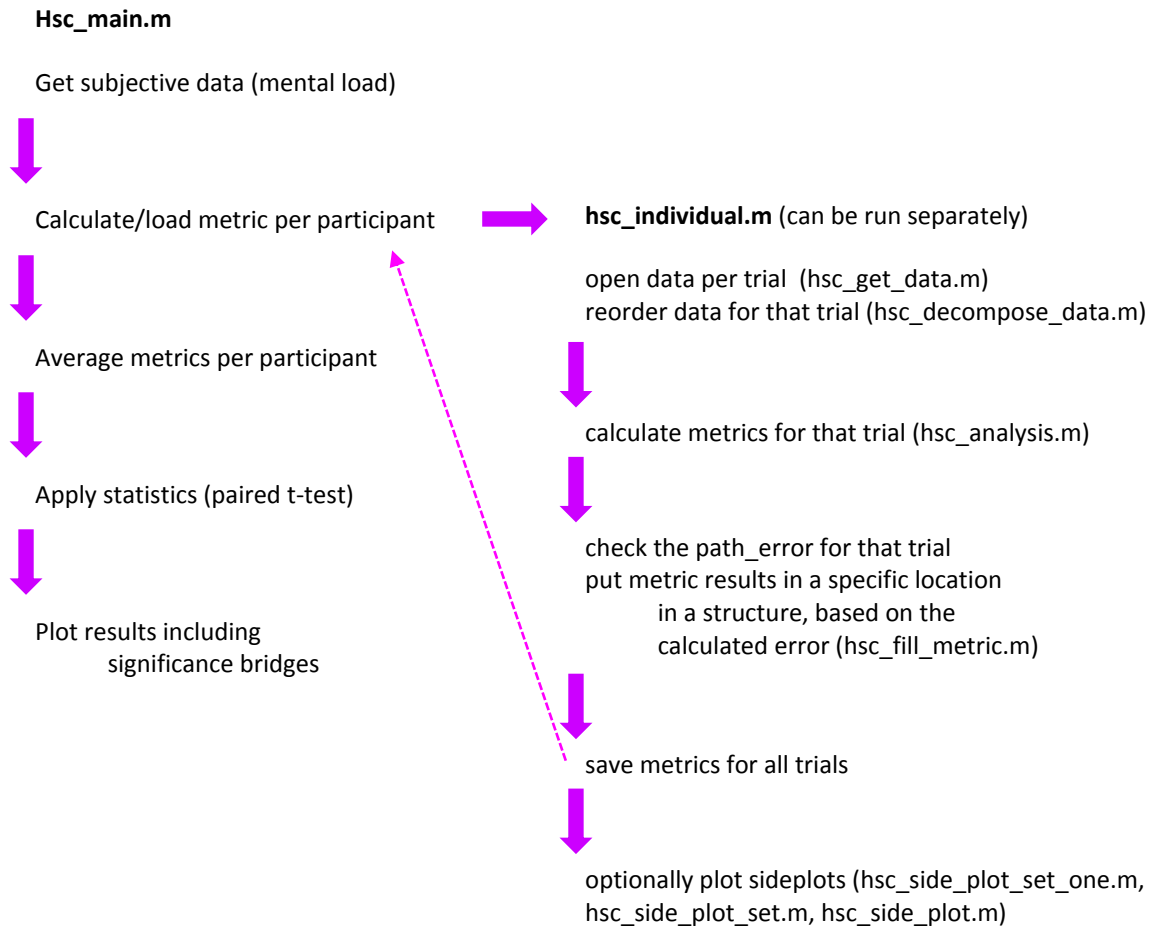 Hsc_main.m
Get subjective data (mental load)
Calculate/load metric per participant
Average metrics per participant
Apply statistics (paired t-test)
Plot results including
significance bridges
hsc_individual.m (can be run separately)
open data per trial  (hsc_get_data.m)
reorder data for that trial (hsc_decompose_data.m)
calculate metrics for that trial (hsc_analysis.m)
check the path_error for that trial
put metric results in a specific location
in a structure, based on the
calculated error (hsc_fill_metric.m)
save metrics for all trials
optionally plot sideplots (hsc_side_plot_set_one.m,
hsc_side_plot_set.m, hsc_side_plot.m)